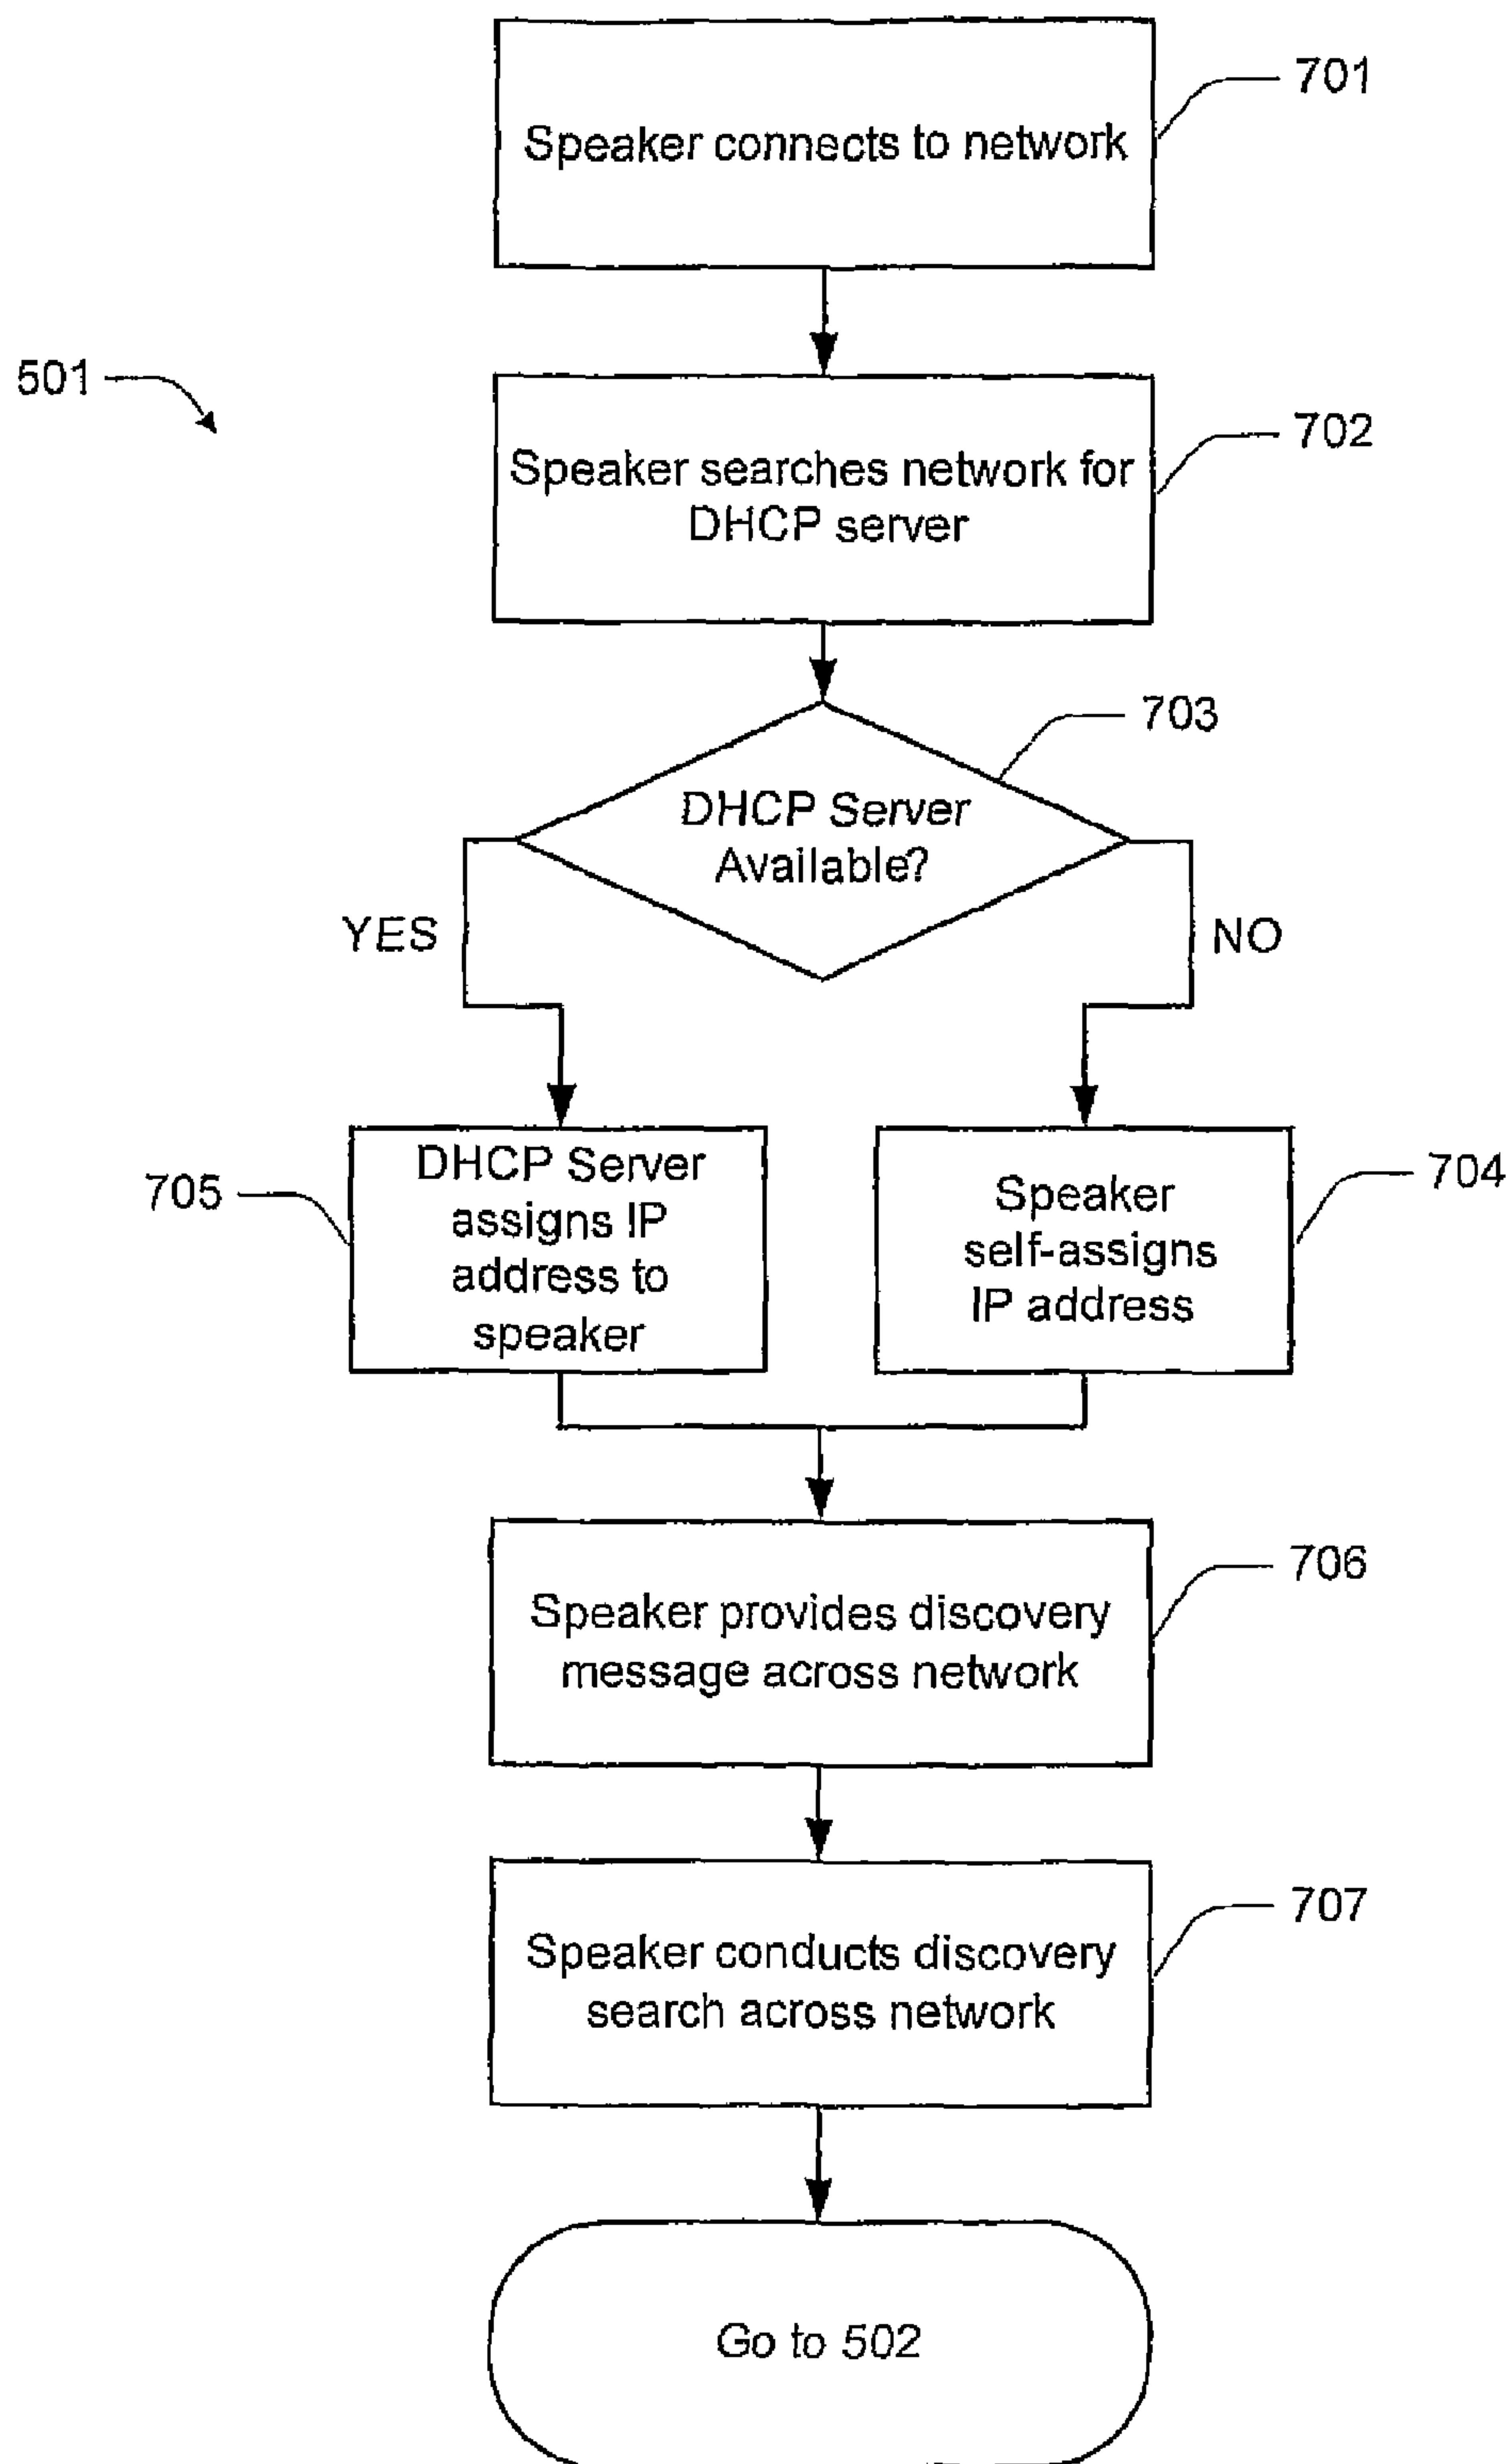 701
Speaker connects to network
501
702
Speaker searches network for
DHCP server
703
DHCP Server
Available?
YES
NO
705
DHCP Server
assigns IP
address to
speaker
704
Speaker
self-assigns
IP address
706
Speaker provides discovery
message across network
707
Speaker conducts discovery
search across network
Go to 502